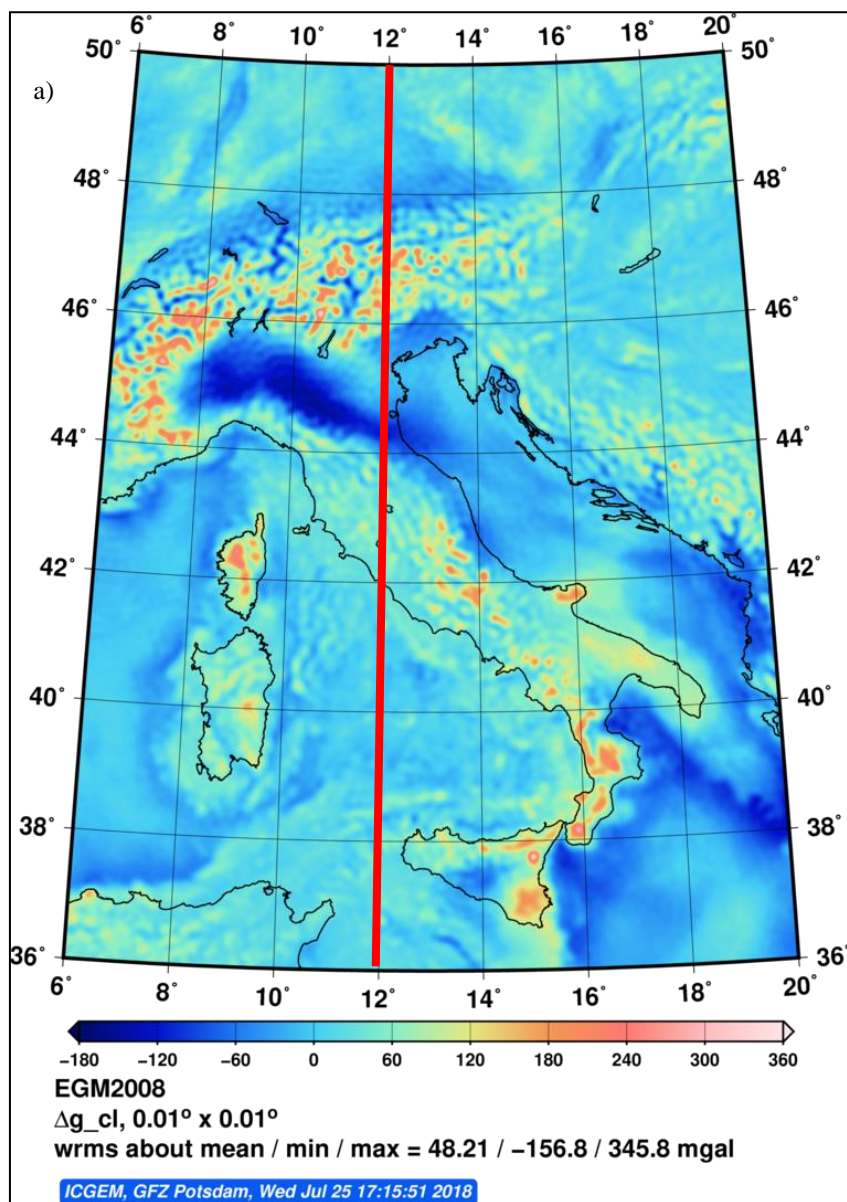 6° 8° 10° 12° 14° 16° 18° 20°
50° 50°
a)
48° 48°
46° 46°
44° 44°
42° 42°
40° 40°
38° 38°
36° 36°
6° 8° 10° 12° 14° 16° 18° 20°
−180 −120 −60 0 60 120 180 240 300 360
EGM2008
Δg_cl, 0.01° x 0.01°
wrms about mean / min / max = 48.21 / −156.8 / 345.8 mgal
ICGEM, GFZ Potsdam, Wed Jul 25 17:15:51 2018